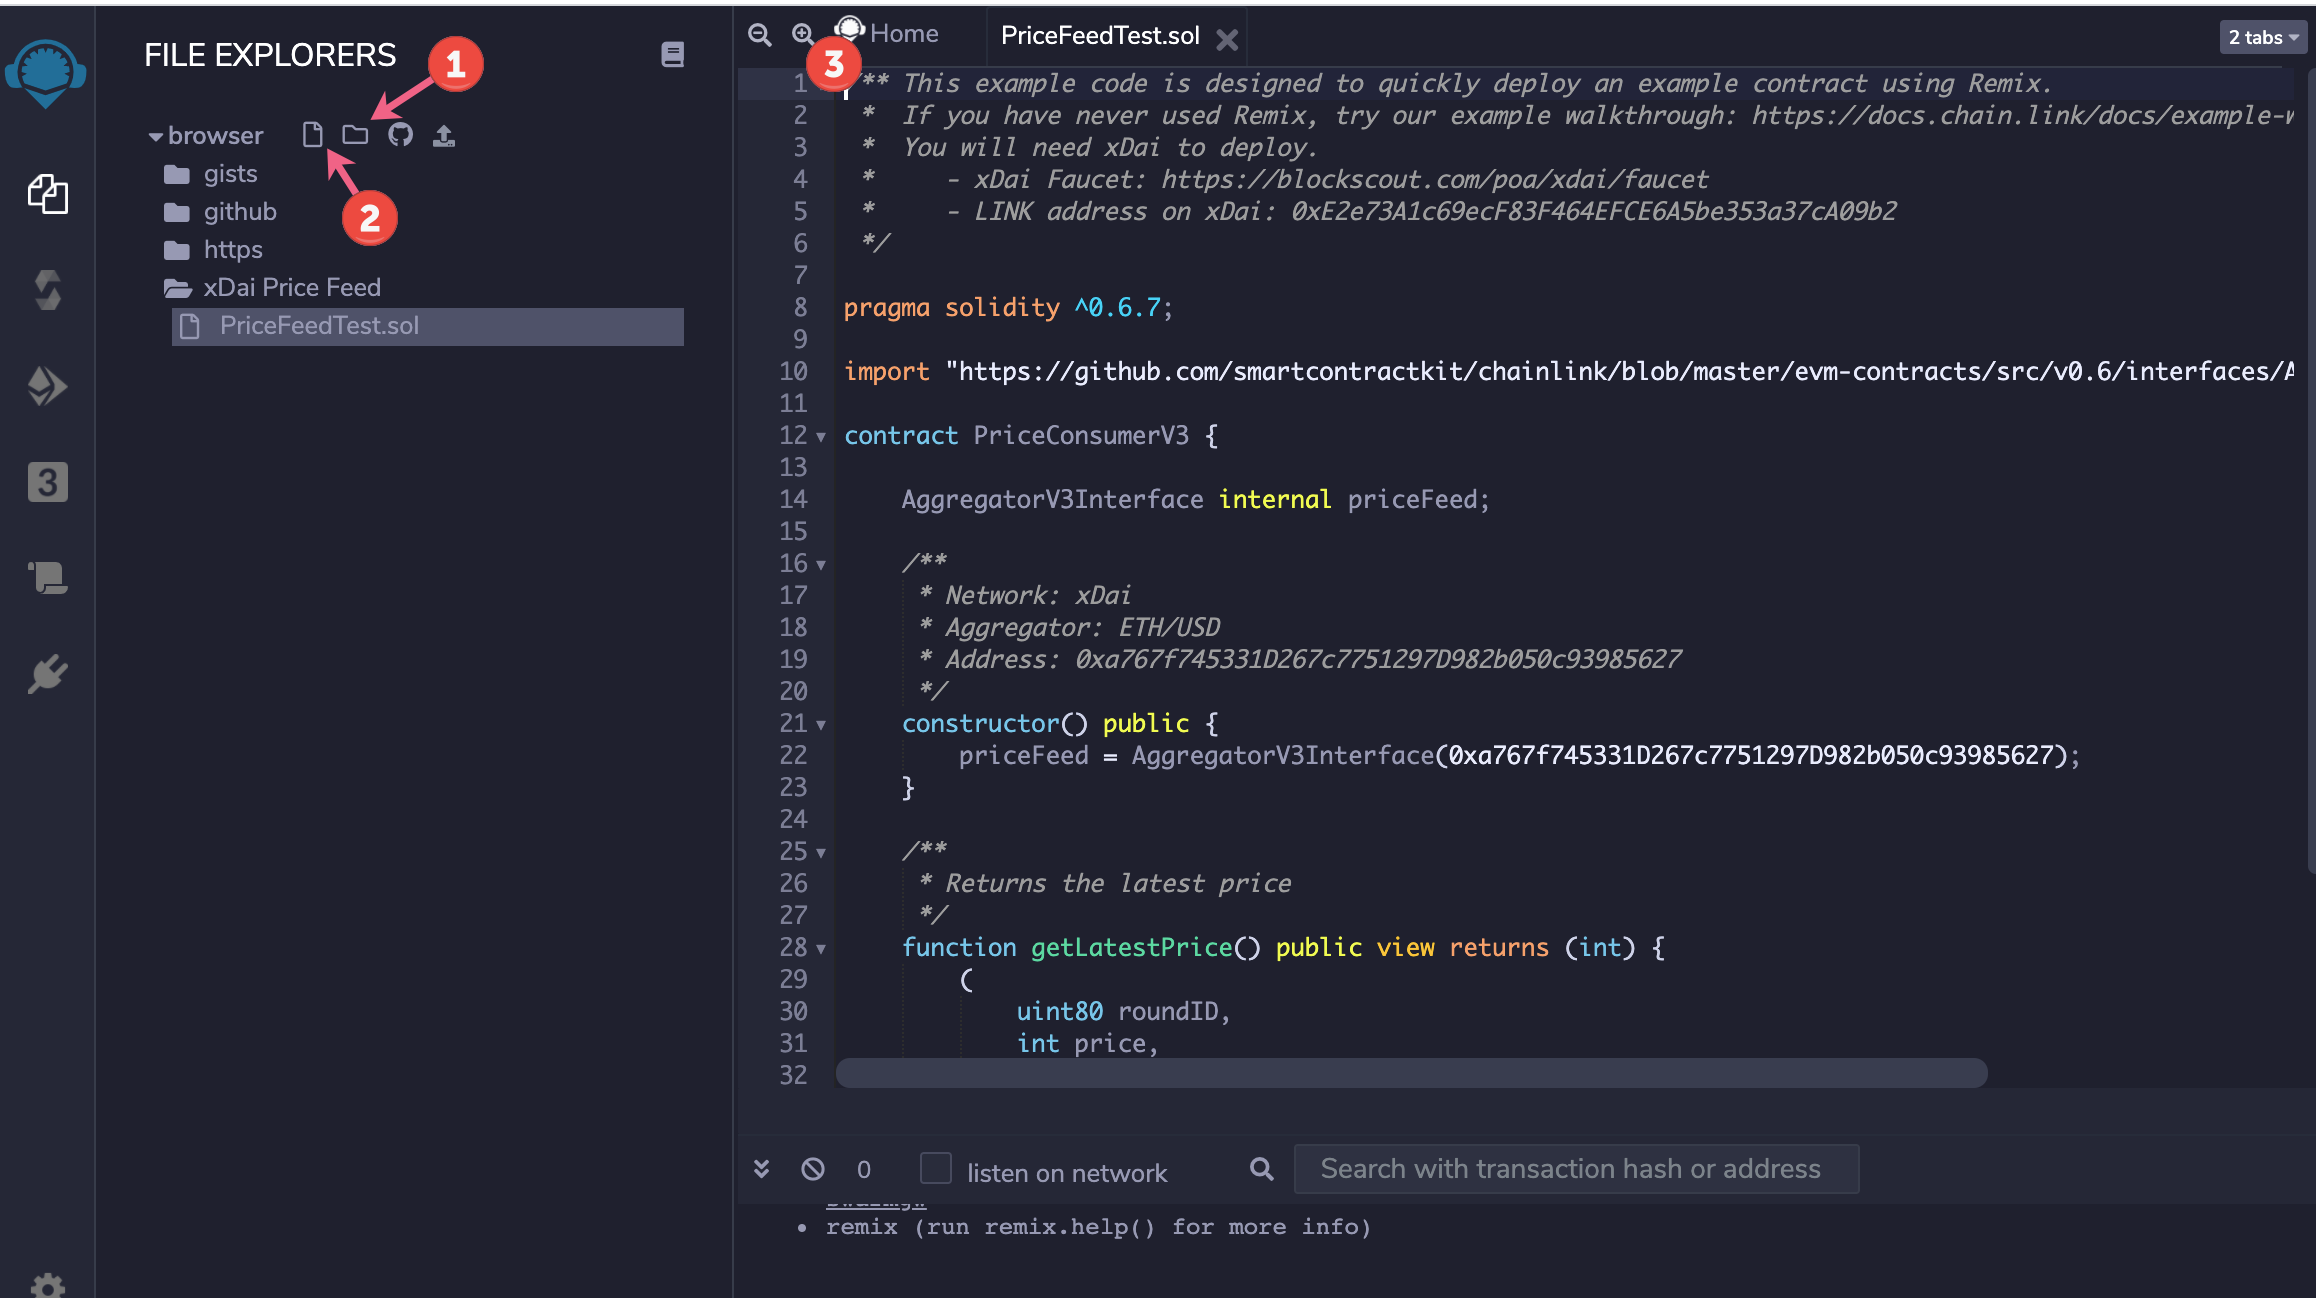 FILE EXPLORERS
1
browser
2
gists
github
https
xDai Price Feed
PriceFeedTest.sol
3
Home
PriceFeedTest.sol
2 tabs
1 /** This example code is designed to quickly deploy an example contract using Remix.
2  *  If you have never used Remix, try our example walkthrough: https://docs.chain.link/docs/example-w
3  *  You will need xDai to deploy.
4  *     - xDai Faucet: https://blockscout.com/poa/xdai/faucet
5  *     - LINK address on xDai: 0xE2e73A1c69ecF83F464EFCE6A5be353a37cA09b2
6  */
7
8 pragma solidity ^0.6.7;
9
10 import "https://github.com/smartcontractkit/chainlink/blob/master/evm-contracts/src/v0.6/interfaces/A
11
12 contract PriceConsumerV3 {
13
14     AggregatorV3Interface internal priceFeed;
15
16     /**
17      * Network: xDai
18      * Aggregator: ETH/USD
19      * Address: 0xa767f745331D267c7751297D982b050c93985627
20      */
21     constructor() public {
22         priceFeed = AggregatorV3Interface(0xa767f745331D267c7751297D982b050c93985627);
23     }
24
25     /**
26      * Returns the latest price
27      */
28     function getLatestPrice() public view returns (int) {
29         (
30             uint80 roundID,
31             int price,
32
0
listen on network
Search with transaction hash or address
• remix (run remix.help() for more info)